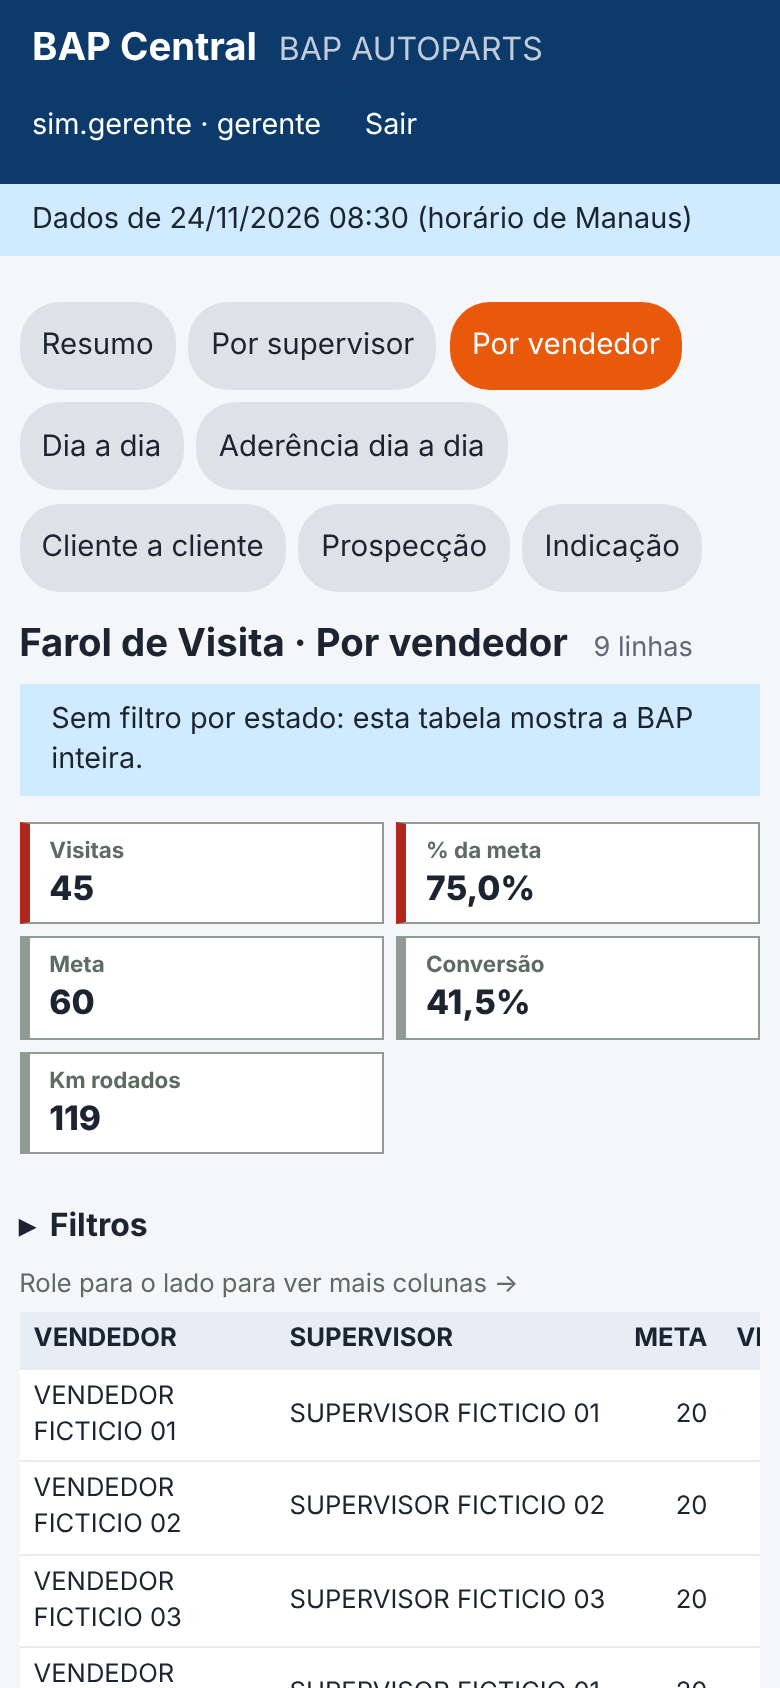 BAP Central BAP AUTOPARTS
sim.gerente · gerente Sair
Dados de 24/11/2026 08:30 (horário de Manaus)
Resumo Por supervisor Por vendedor
Dia a dia Aderência dia a dia
Cliente a cliente Prospecção Indicação
Farol de Visita · Por vendedor 9 linhas
Sem filtro por estado: esta tabela mostra a BAP
inteira.
Visitas
45
% da meta
75,0%
Meta
60
Conversão
41,5%
Km rodados
119
▸ Filtros
Role para o lado para ver mais colunas →
VENDEDOR SUPERVISOR META
VENDEDOR
FICTICIO 01 SUPERVISOR FICTICIO 01 20
VENDEDOR
FICTICIO 02 SUPERVISOR FICTICIO 02 20
VENDEDOR
FICTICIO 03 SUPERVISOR FICTICIO 03 20
VENDEDOR
SUPERVISOR FICTICIO 01 20